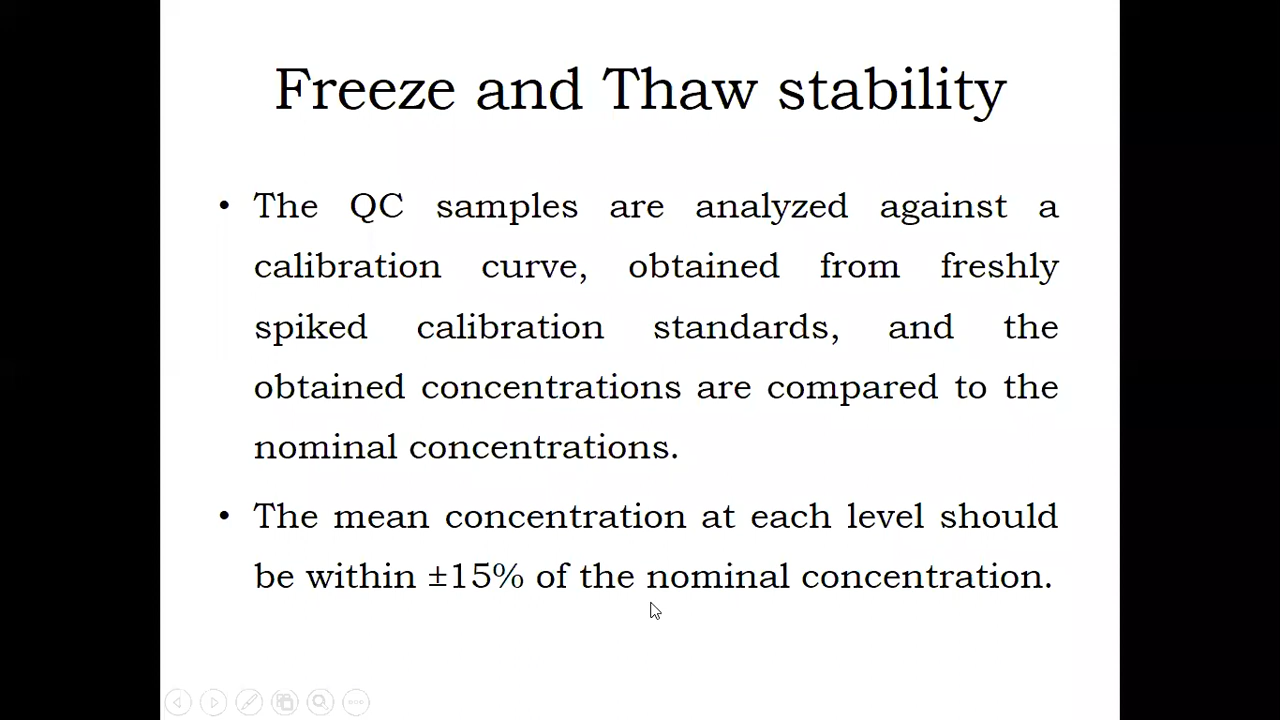 Freeze and Thaw stability
• The QC samples are analyzed against a
calibration curve, obtained from freshly
spiked calibration standards, and the
obtained concentrations are compared to the
nominal concentrations.
• The mean concentration at each level should
be within ±15% of the nominal concentration.